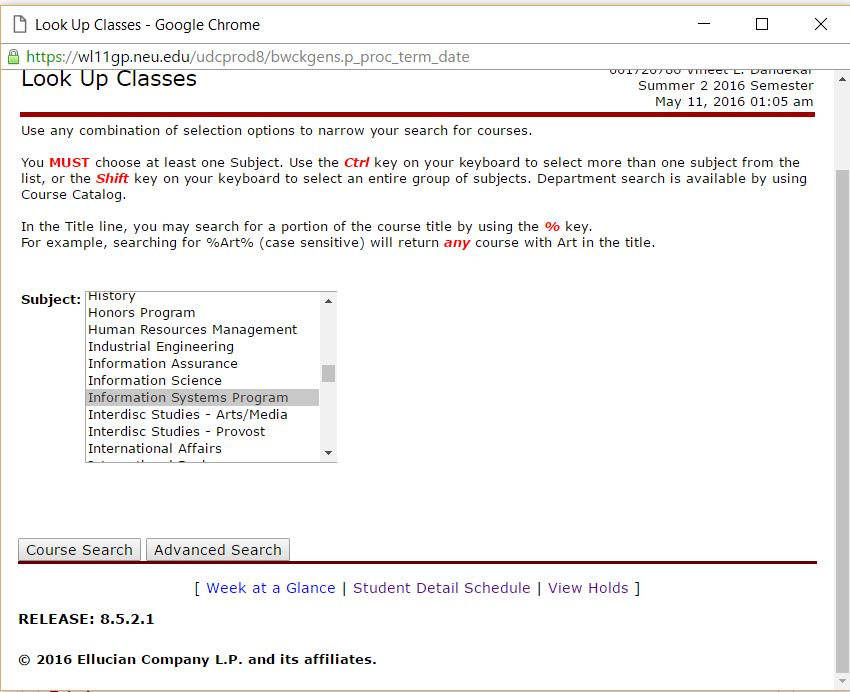 Look Up Classes - Google Chrome
https://wl11gp.neu.edu/udcprod8/bwckgens.p_proc_term_date
Look Up Classes
001720780 Vineet L. Dandekar
Summer 2 2016 Semester
May 11, 2016 01:05 am
Use any combination of selection options to narrow your search for courses.
You MUST choose at least one Subject. Use the Ctrl key on your keyboard to select more than one subject from the
list, or the Shift key on your keyboard to select an entire group of subjects. Department search is available by using
Course Catalog.
In the Title line, you may search for a portion of the course title by using the % key.
For example, searching for %Art% (case sensitive) will return any course with Art in the title.
Subject:
History
Honors Program
Human Resources Management
Industrial Engineering
Information Assurance
Information Science
Information Systems Program
Interdisc Studies - Arts/Media
Interdisc Studies - Provost
International Affairs
Course Search Advanced Search
[ Week at a Glance | Student Detail Schedule | View Holds ]
RELEASE: 8.5.2.1
© 2016 Ellucian Company L.P. and its affiliates.